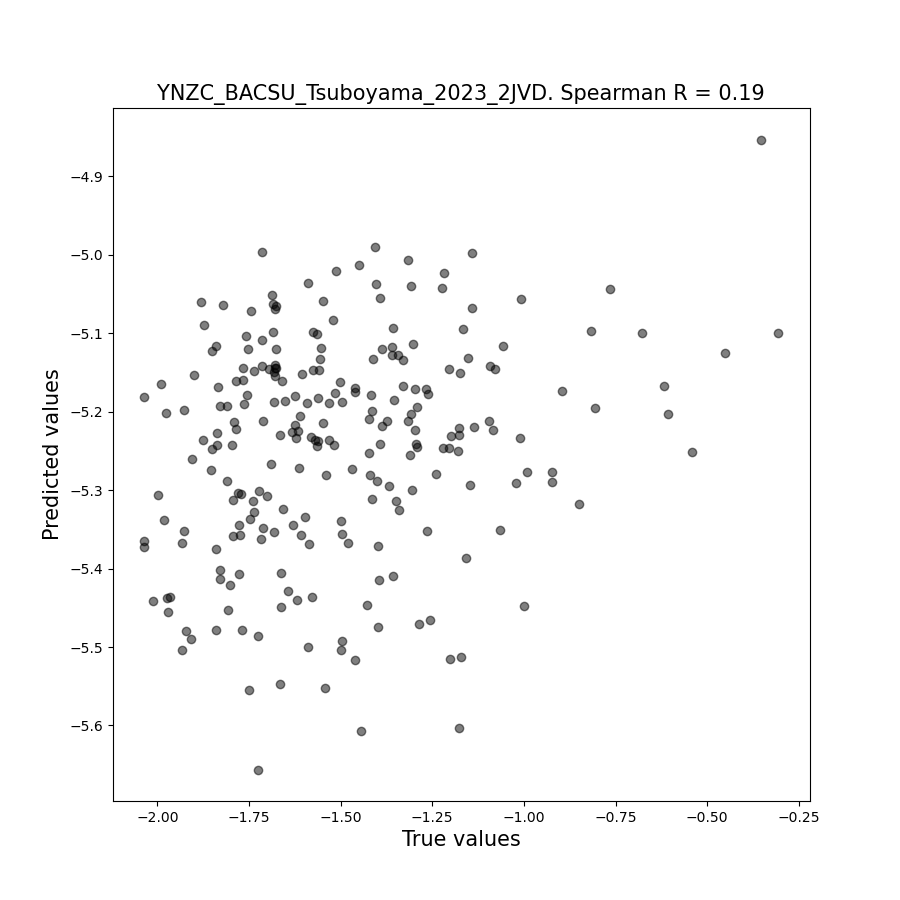 YNZC_BACSU_Tsuboyama_2023_2JVD. Spearman R = 0.19
−4.9
−5.0
−5.1
−5.2
−5.3
−5.4
−5.5
−5.6
Predicted values
−2.00 −1.75 −1.50 −1.25 −1.00 −0.75 −0.50 −0.25
True values